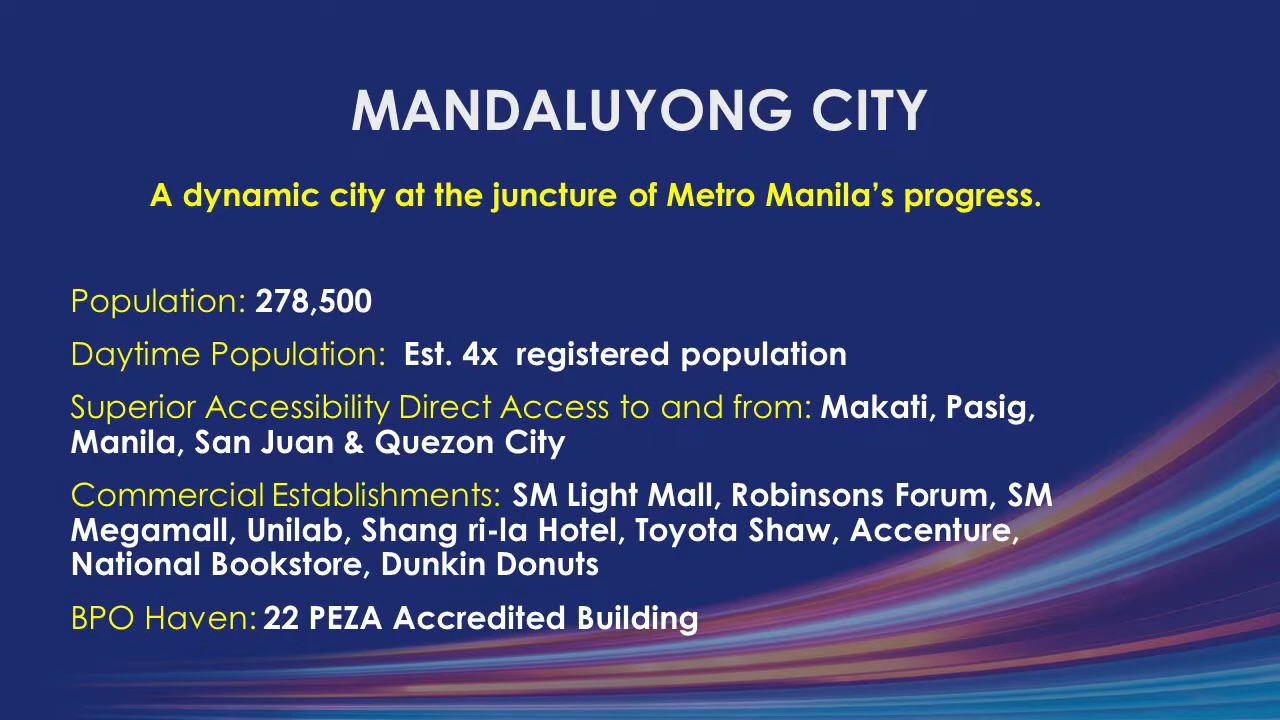 MANDALUYONG CITY
A dynamic city at the juncture of Metro Manila’s progress.
Population: 278,500
Daytime Population: Est. 4x registered population
Superior Accessibility Direct Access to and from: Makati, Pasig,
Manila, San Juan & Quezon City
Commercial Establishments: SM Light Mall, Robinsons Forum, SM
Megamall, Unilab, Shang ri-la Hotel, Toyota Shaw, Accenture,
National Bookstore, Dunkin Donuts
BPO Haven: 22 PEZA Accredited Building